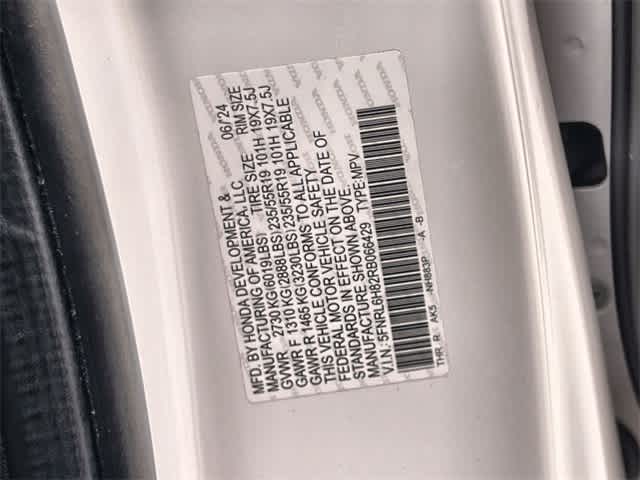 MFD. BY HONDA DEVELOPMENT &
MANUFACTURING OF AMERICA, LLC 06/24
GVWR 2730 KG(6019LBS) TIRE SIZE RIM SIZE
GAWR F 1310 KG(2888LBS) 235/55R19 101H 19X7.5J
GAWR R 1465 KG(3230LBS) 235/55R19 101H 19X7.5J
THIS VEHICLE CONFORMS TO ALL APPLICABLE
FEDERAL MOTOR VEHICLE SAFETY
STANDARDS IN EFFECT ON THE DATE OF
MANUFACTURE SHOWN ABOVE.
V.I.N.: 5FNRL6H82RB066429 TYPE:MPV
THR R AK5 NH883P -A -B
HONDA